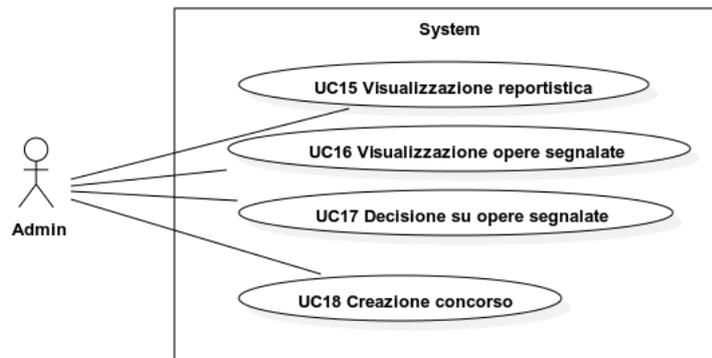 System
UC15 Visualizzazione reportistica
UC16 Visualizzazione opere segnalate
UC17 Decisione su opere segnalate
Admin
UC18 Creazione concorso